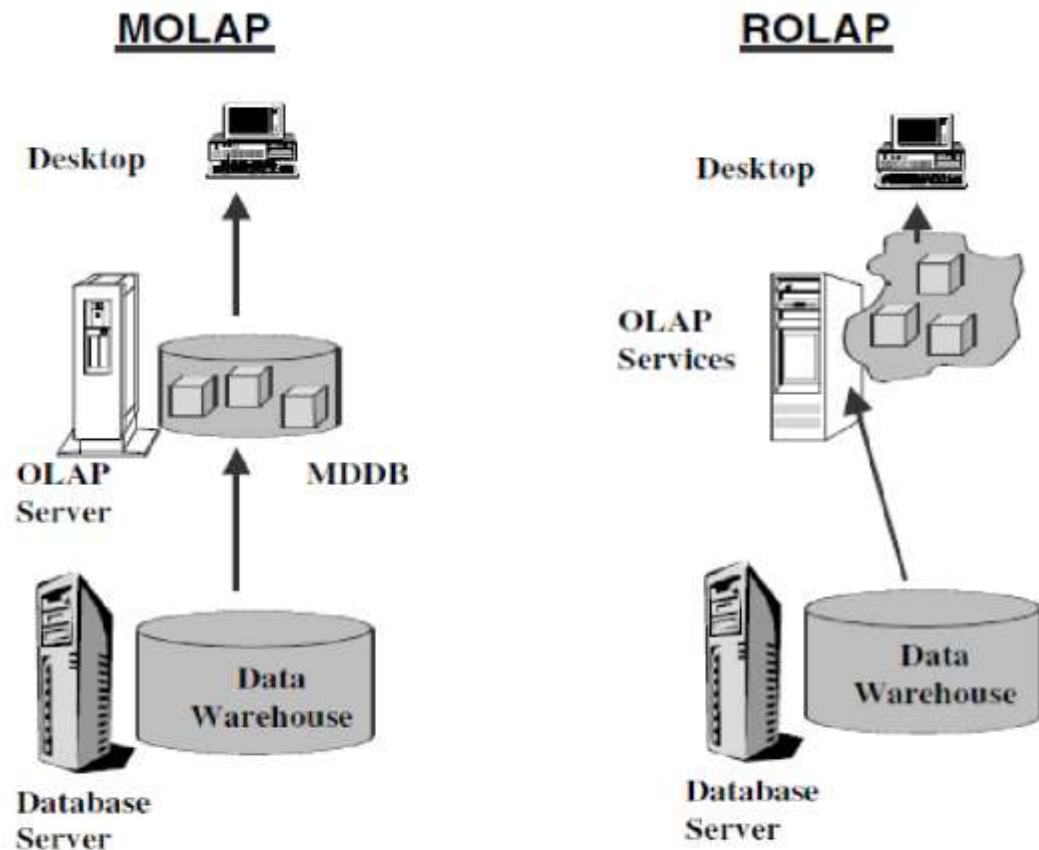 MOLAP
Desktop
OLAP
Server
MDDB
Data
Warehouse
Database
Server
ROLAP
Desktop
OLAP
Services
Data
Warehouse
Database
Server